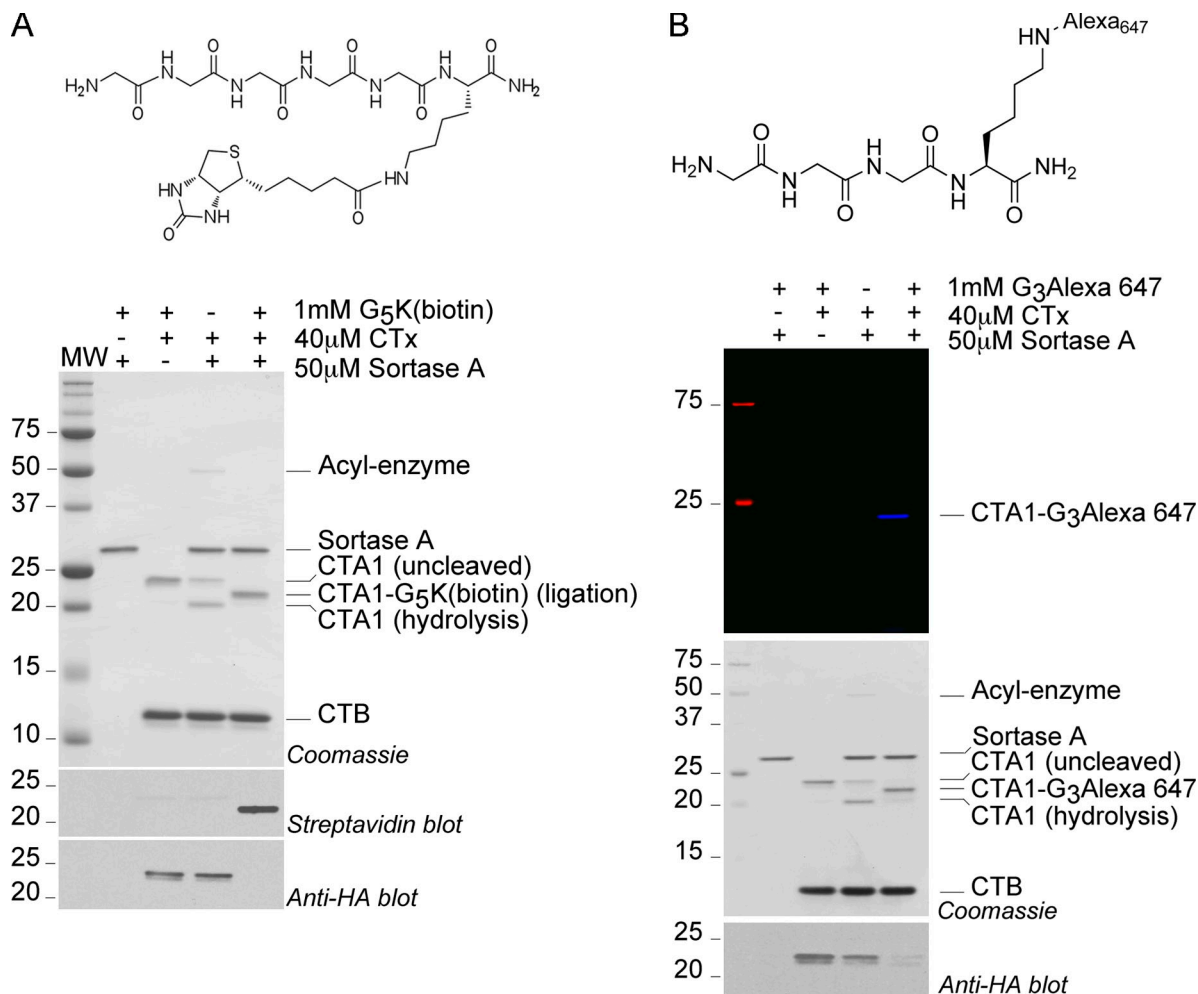 A
H₂N
O
H
N
O
N
H
O
H
N
O
N
H
O
H
N
O
NH₂
S
HN
NH
O
O
HN
+ + - + 1mM G5K(biotin)
- + + + 40μM CTx
MW + - + + 50μM Sortase A
75
50
37
25
20
15
10
Acyl-enzyme
Sortase A
CTA1 (uncleaved)
CTA1-G5K(biotin) (ligation)
CTA1 (hydrolysis)
CTB
Coomassie
25
20
Streptavidin blot
25
20
Anti-HA blot
B
HN
Alexa647
H₂N
O
N
H
O
H
N
O
N
H
O
NH₂
+ + - + 1mM G3Alexa 647
- + + + 40μM CTx
+ - + + 50μM Sortase A
75
25
CTA1-G3Alexa 647
75
50
37
25
20
15
Acyl-enzyme
Sortase A
CTA1 (uncleaved)
CTA1-G3Alexa 647
CTA1 (hydrolysis)
CTB
Coomassie
25
20
Anti-HA blot